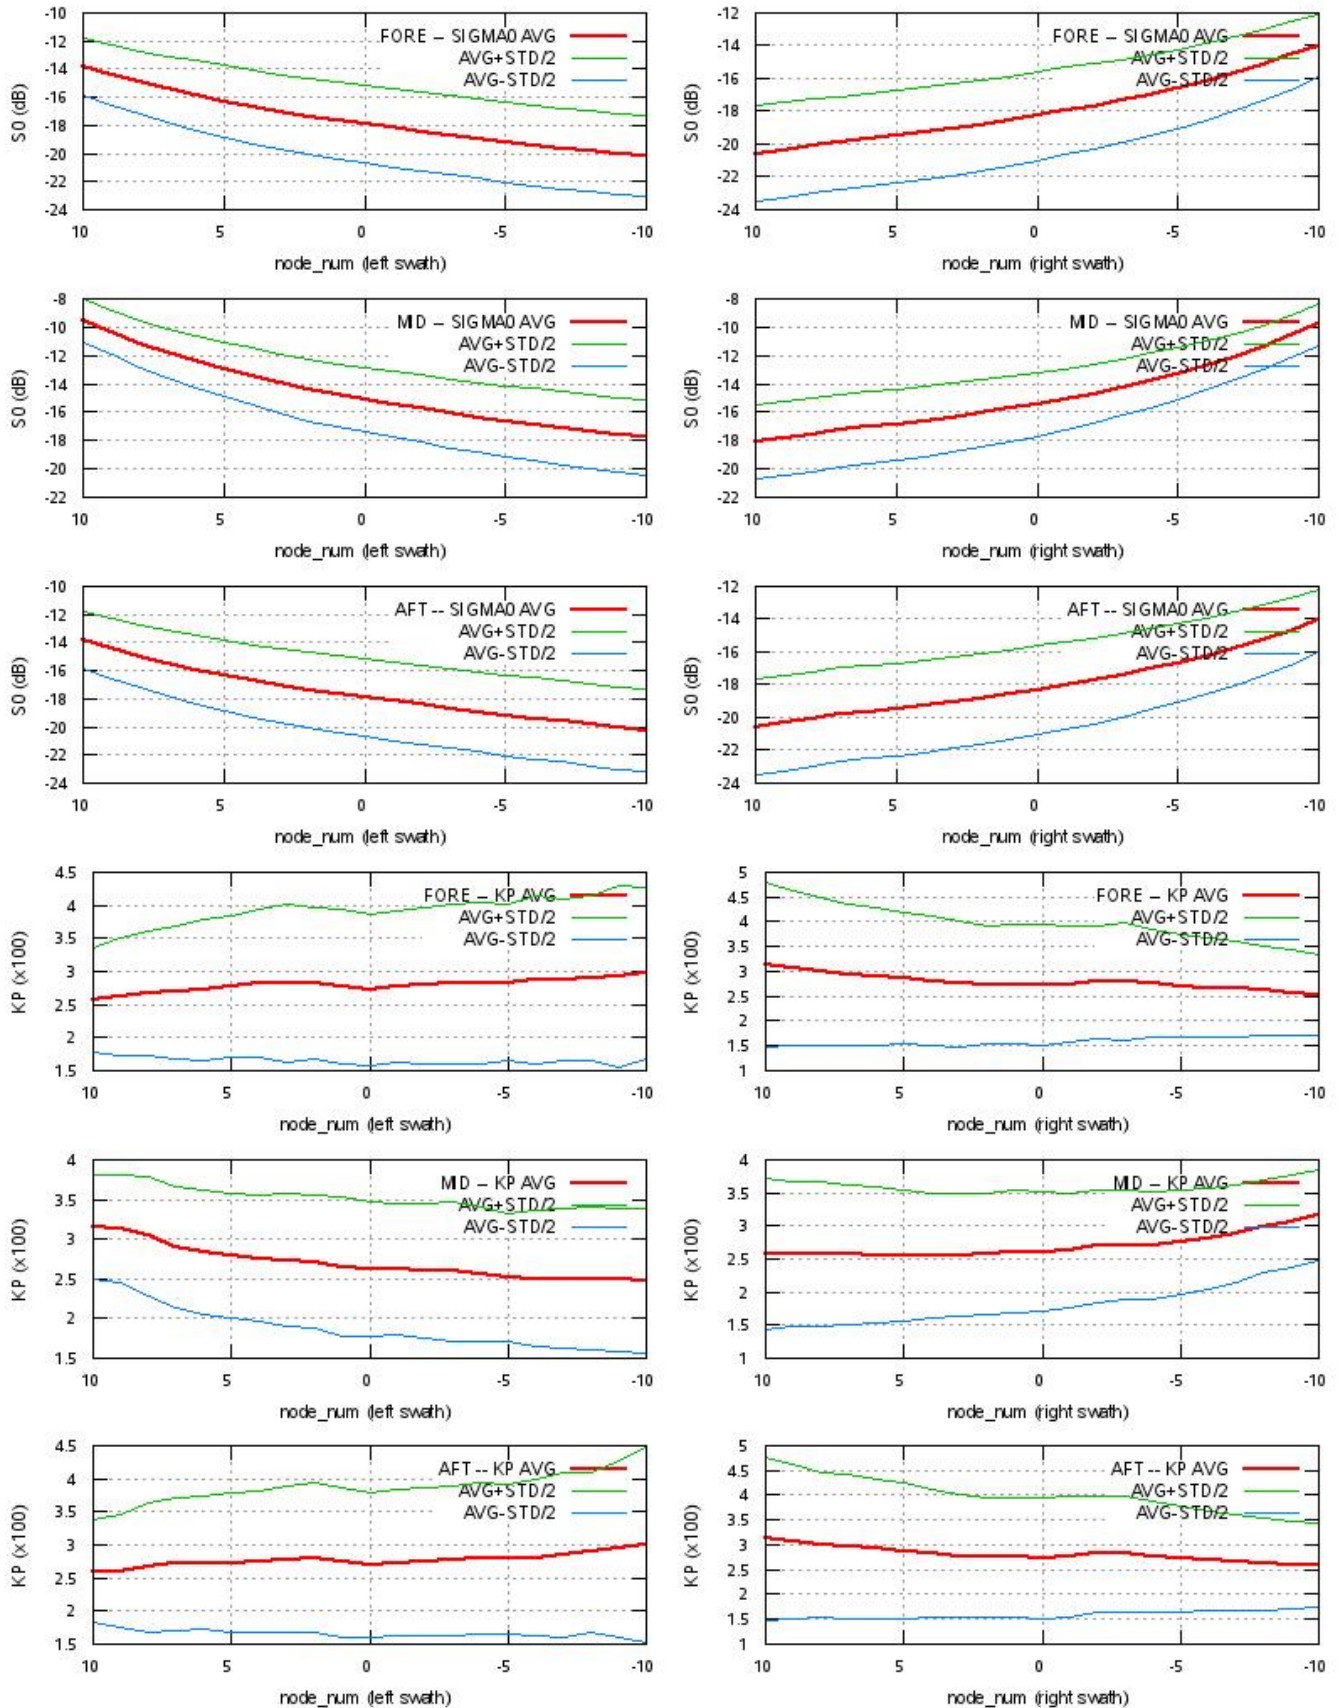 -10
-12
-14
-16
-18
-20
-22
-24
S0 (dB)
FORE -- SIGMA0 AVG
AVG+STD/2
AVG-STD/2
10 5 0 -5 -10
node_num (left swath)
-12
-14
-16
-18
-20
-22
-24
S0 (dB)
FORE -- SIGMA0 AVG
AVG+STD/2
AVG-STD/2
10 5 0 -5 -10
node_num (right swath)
-8
-10
-12
-14
-16
-18
-20
-22
S0 (dB)
MID -- SIGMA0 AVG
AVG+STD/2
AVG-STD/2
10 5 0 -5 -10
node_num (left swath)
-8
-10
-12
-14
-16
-18
-20
-22
S0 (dB)
MID -- SIGMA0 AVG
AVG+STD/2
AVG-STD/2
10 5 0 -5 -10
node_num (right swath)
-10
-12
-14
-16
-18
-20
-22
-24
S0 (dB)
AFT -- SIGMA0 AVG
AVG+STD/2
AVG-STD/2
10 5 0 -5 -10
node_num (left swath)
-12
-14
-16
-18
-20
-22
-24
S0 (dB)
AFT -- SIGMA0 AVG
AVG+STD/2
AVG-STD/2
10 5 0 -5 -10
node_num (right swath)
4.5
4
3.5
3
2.5
2
1.5
KP (x100)
FORE -- KP AVG
AVG+STD/2
AVG-STD/2
10 5 0 -5 -10
node_num (left swath)
5
4.5
4
3.5
3
2.5
2
1.5
1
KP (x100)
FORE -- KP AVG
AVG+STD/2
AVG-STD/2
10 5 0 -5 -10
node_num (right swath)
4
3.5
3
2.5
2
1.5
KP (x100)
MID -- KP AVG
AVG+STD/2
AVG-STD/2
10 5 0 -5 -10
node_num (left swath)
4
3.5
3
2.5
2
1.5
1
KP (x100)
MID -- KP AVG
AVG+STD/2
AVG-STD/2
10 5 0 -5 -10
node_num (right swath)
4.5
4
3.5
3
2.5
2
1.5
KP (x100)
AFT -- KP AVG
AVG+STD/2
AVG-STD/2
10 5 0 -5 -10
node_num (left swath)
5
4.5
4
3.5
3
2.5
2
1.5
1
KP (x100)
AFT -- KP AVG
AVG+STD/2
AVG-STD/2
10 5 0 -5 -10
node_num (right swath)